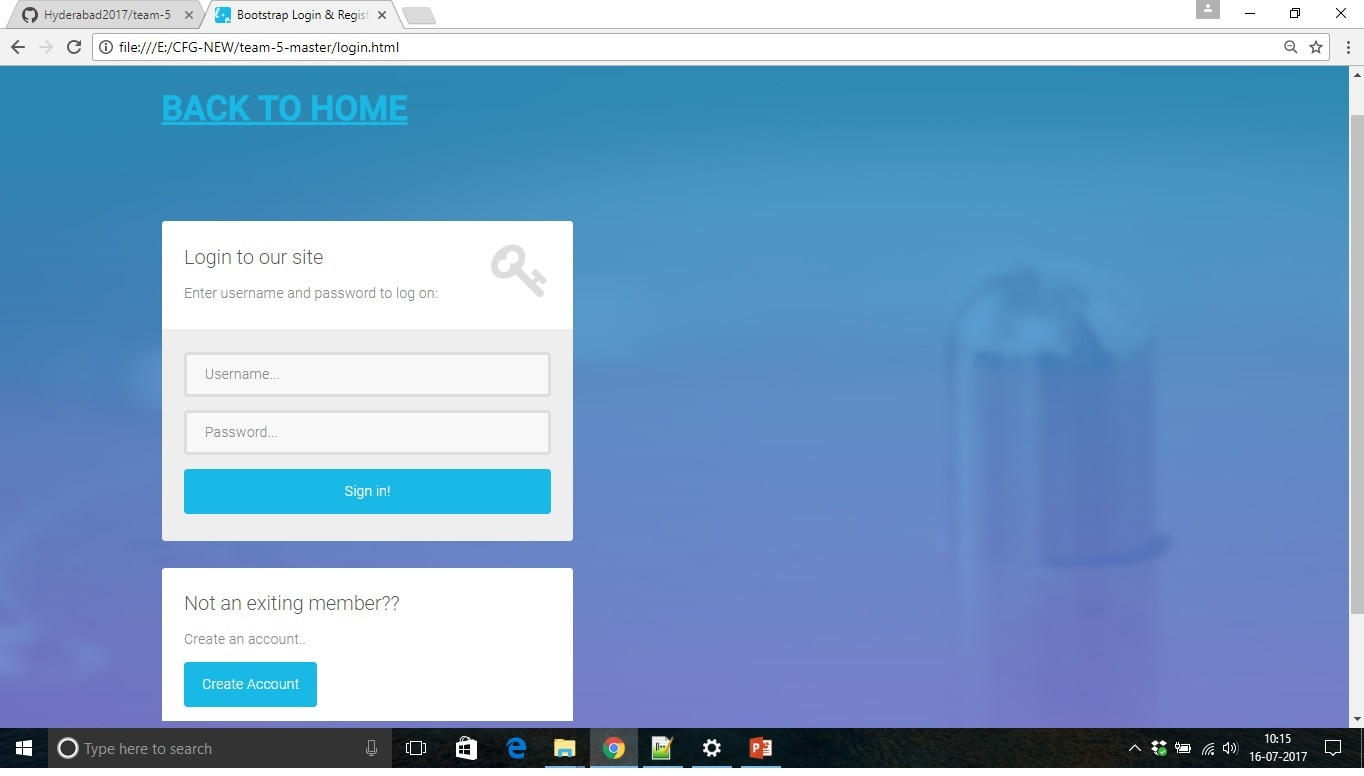 Hyderabad2017/team-5
Bootstrap Login & Regist
file:///E:/CFG-NEW/team-5-master/login.html
BACK TO HOME
Login to our site
Enter username and password to log on:
Username...
Password...
Sign in!
Not an exiting member??
Create an account..
Create Account
Type here to search
10:15
16-07-2017